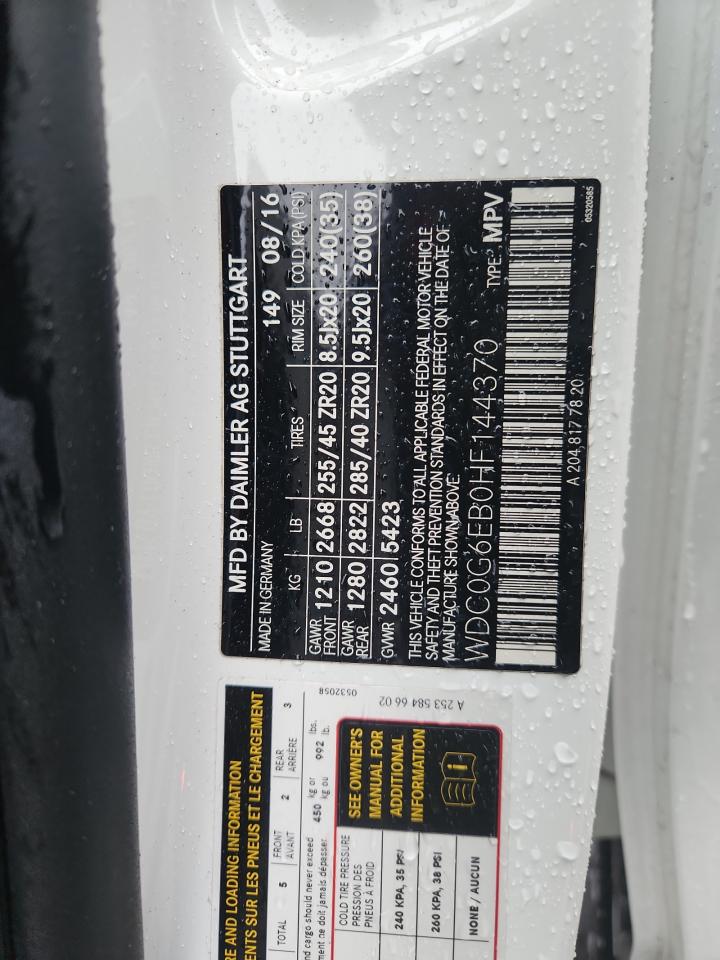 MFD BY DAIMLER AG STUTTGART
MADE IN GERMANY 149 08/16
KG LB TIRES RIM SIZE COLD KPA (PSI)
GAWR FRONT 1210 2668 255/45 ZR20 8.5Jx20 240(35)
GAWR REAR 1280 2822 285/40 ZR20 9.5Jx20 260(38)
GVWR 2460 5423
THIS VEHICLE CONFORMS TO ALL APPLICABLE FEDERAL MOTOR VEHICLE
SAFETY AND THEFT PREVENTION STANDARDS IN EFFECT ON THE DATE OF
MANUFACTURE SHOWN ABOVE.
WDC0G6EB0HF144370 TYPE: MPV
A 204 817 78 20
05320585
RE AND LOADING INFORMATION
ENTS SUR LES PNEUS ET LE CHARGEMENT
TOTAL 5 FRONT AVANT 2 REAR ARRIÈRE 3
nd cargo should never exceed 450 kg or 992 lbs.
ment ne doit jamais dépasser kg ou lb.
COLD TIRE PRESSURE
PRESSION DES
PNEUS À FROID
240 KPA, 35 PSI
260 KPA, 38 PSI
NONE / AUCUN
SEE OWNER'S
MANUAL FOR
ADDITIONAL
INFORMATION
A 253 584 66 02
0532058